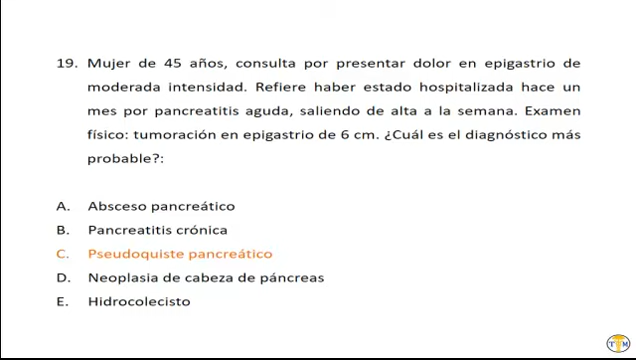 19. Mujer de 45 años, consulta por presentar dolor en epigastrio de
moderada intensidad. Refiere haber estado hospitalizada hace un
mes por pancreatitis aguda, saliendo de alta a la semana. Examen
físico: tumoración en epigastrio de 6 cm. ¿Cuál es el diagnóstico más
probable?:
A. Absceso pancreático
B. Pancreatitis crónica
C. Pseudoquiste pancreático
D. Neoplasia de cabeza de páncreas
E. Hidrocolecisto
T M